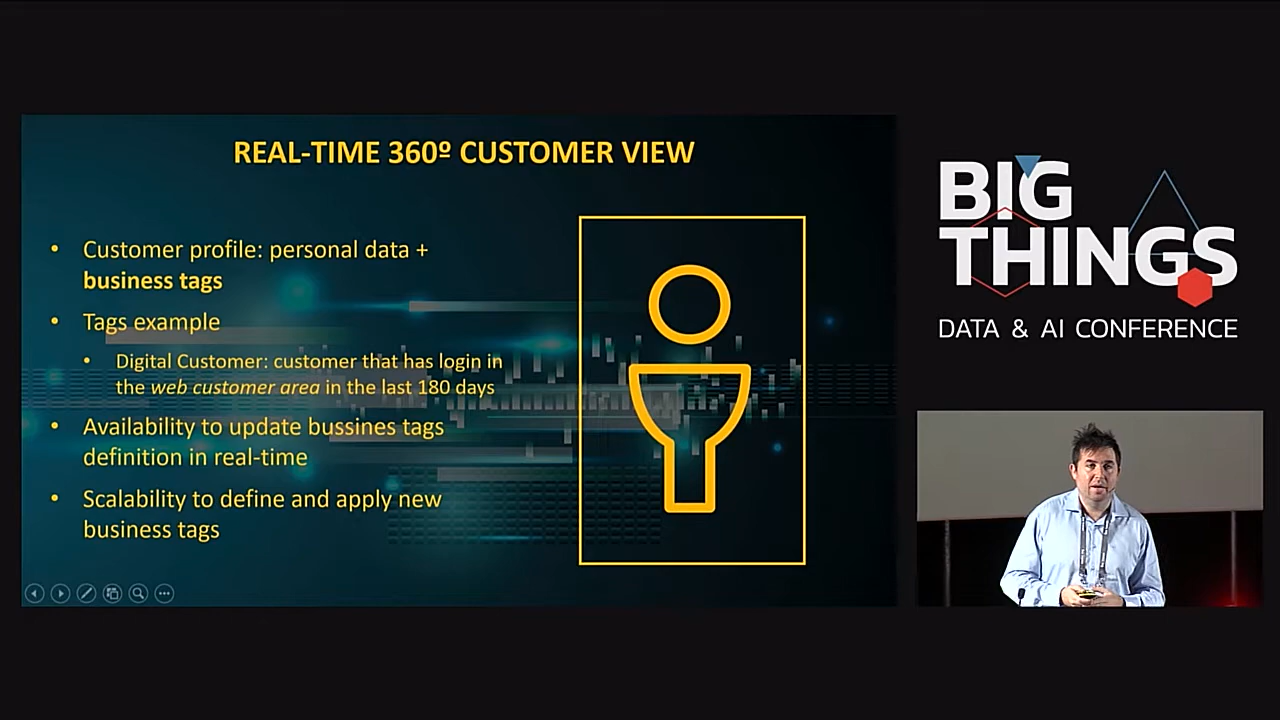 REAL-TIME 360º CUSTOMER VIEW
• Customer profile: personal data +
business tags
• Tags example
• Digital Customer: customer that has login in
the web customer area in the last 180 days
• Availability to update bussines tags
definition in real-time
• Scalability to define and apply new
business tags
BIG
THINGS
DATA & AI CONFERENCE